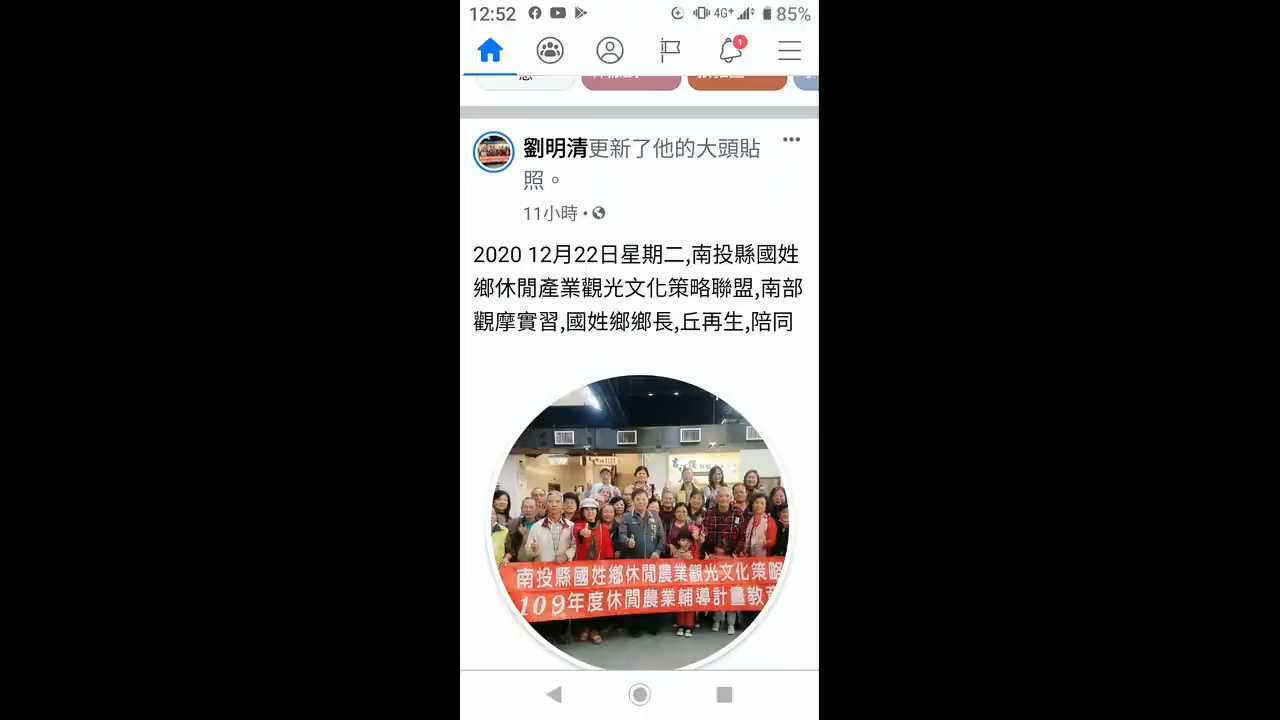 12:52
4G+
85%
1
劉明清更新了他的大頭貼
照。
11小時
2020 12月22日星期二,南投縣國姓
鄉休閒產業觀光文化策略聯盟,南部
觀摩實習,國姓鄉鄉長,丘再生,陪同
南投縣國姓鄉休閒農業觀光文化策略
109年度休閒農業輔導計畫教育